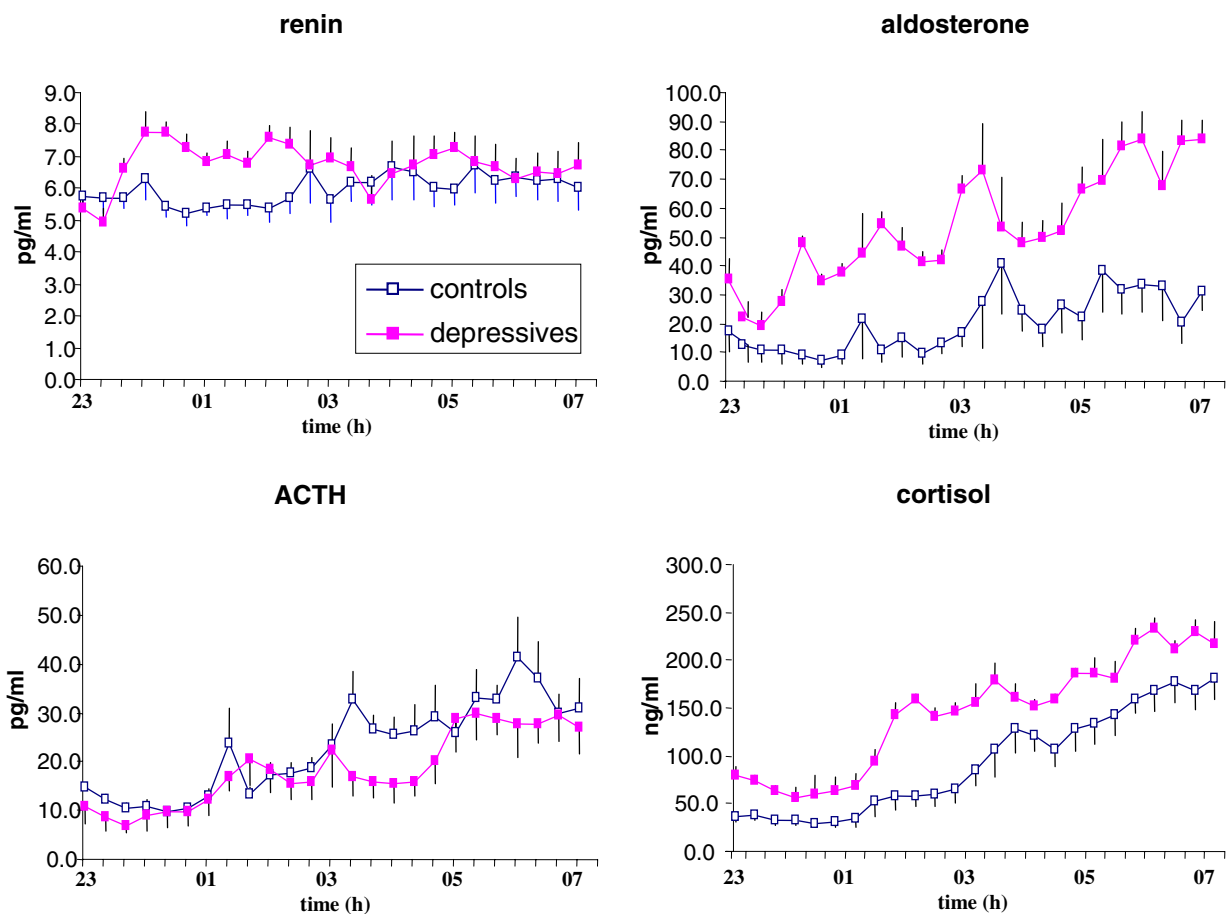 renin
pg/ml
9.0
8.0
7.0
6.0
5.0
4.0
3.0
2.0
1.0
0.0
controls
depressives
23 01 03 05 07
time (h)
aldosterone
pg/ml
100.0
90.0
80.0
70.0
60.0
50.0
40.0
30.0
20.0
10.0
0.0
23 01 03 05 07
time (h)
ACTH
pg/ml
60.0
50.0
40.0
30.0
20.0
10.0
0.0
23 01 03 05 07
time (h)
cortisol
ng/ml
300.0
250.0
200.0
150.0
100.0
50.0
0.0
23 01 03 05 07
time (h)